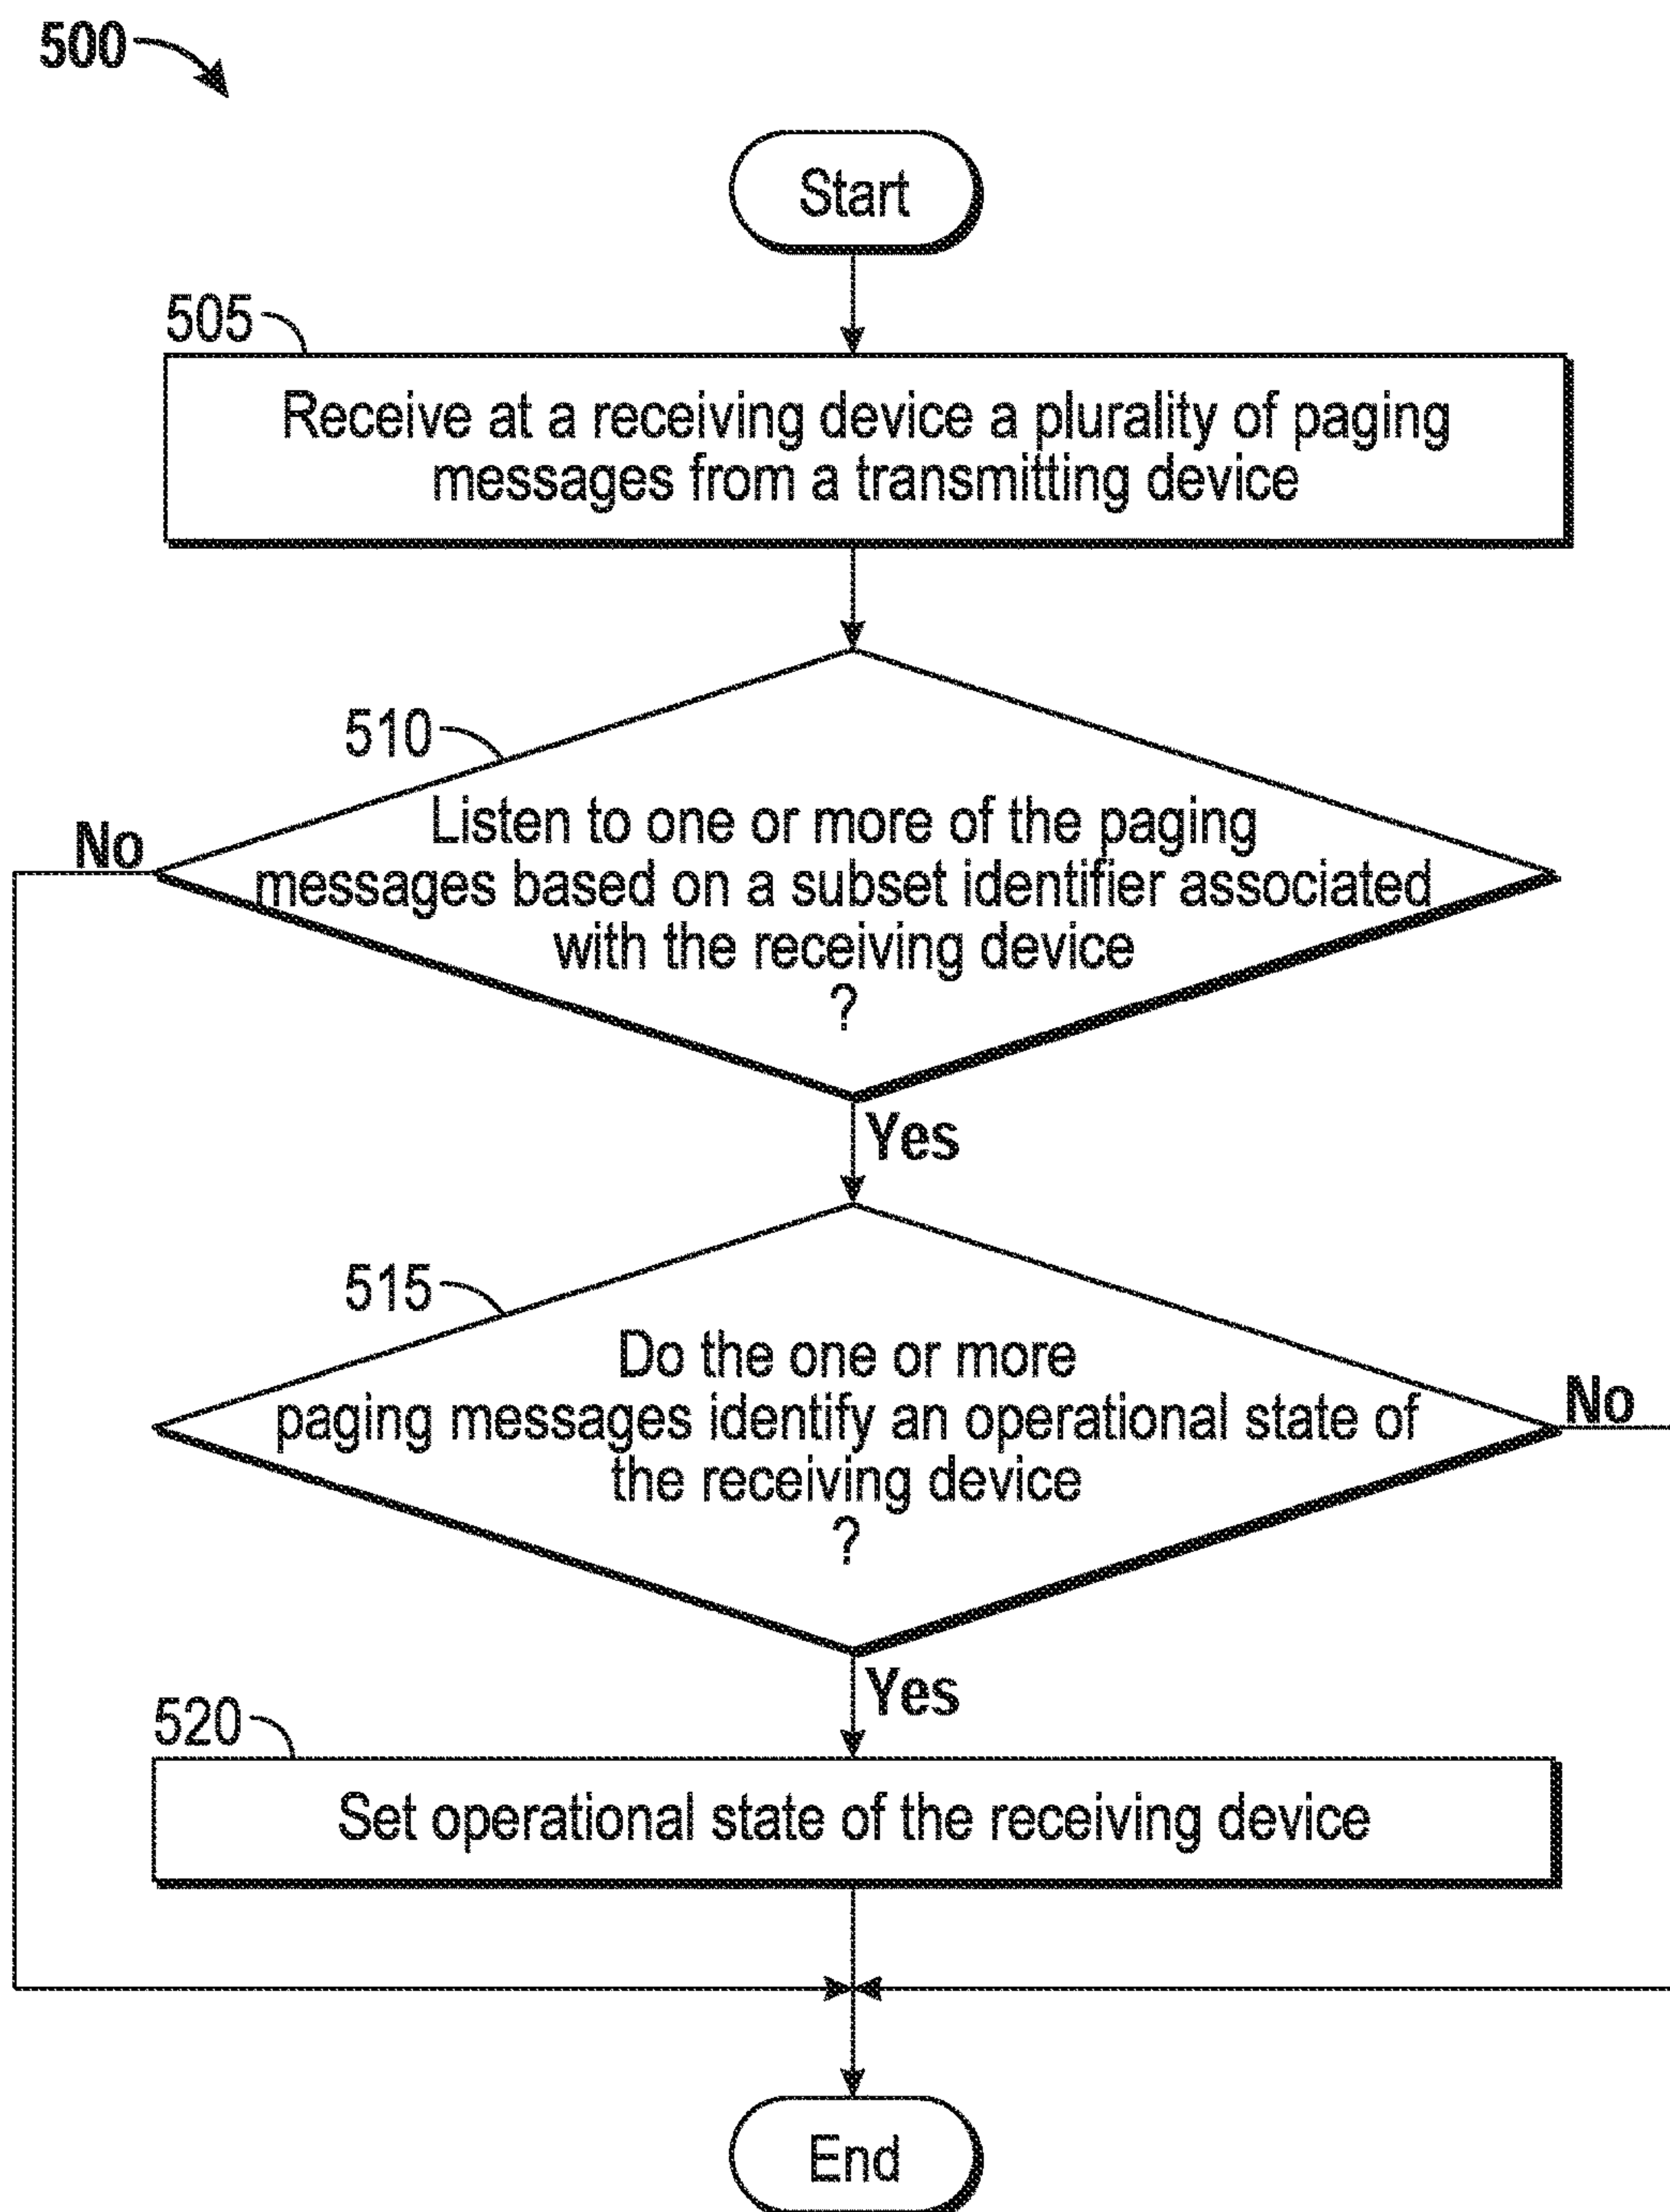 500
Start
505
Receive at a receiving device a plurality of paging
messages from a transmitting device
510
Listen to one or more of the paging
messages based on a subset identifier associated
with the receiving device
?
No
Yes
515
Do the one or more
paging messages identify an operational state of
the receiving device
?
No
Yes
520
Set operational state of the receiving device
End